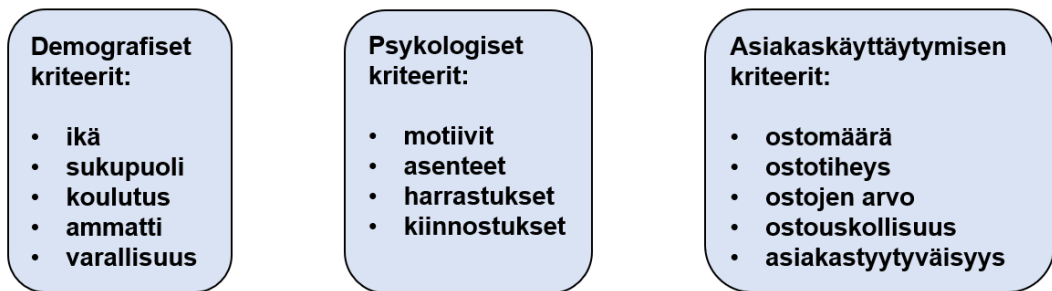 Demografiset
kriteerit:
• ikä
• sukupuoli
• koulutus
• ammatti
• varallisuus
Psykologiset
kriteerit:
• motiivit
• asenteet
• harrastukset
• kiinnostukset
Asiakaskäyttäytymisen
kriteerit:
• ostomäärä
• ostotiheys
• ostojen arvo
• ostouskollisuus
• asiakastyytyväisyys